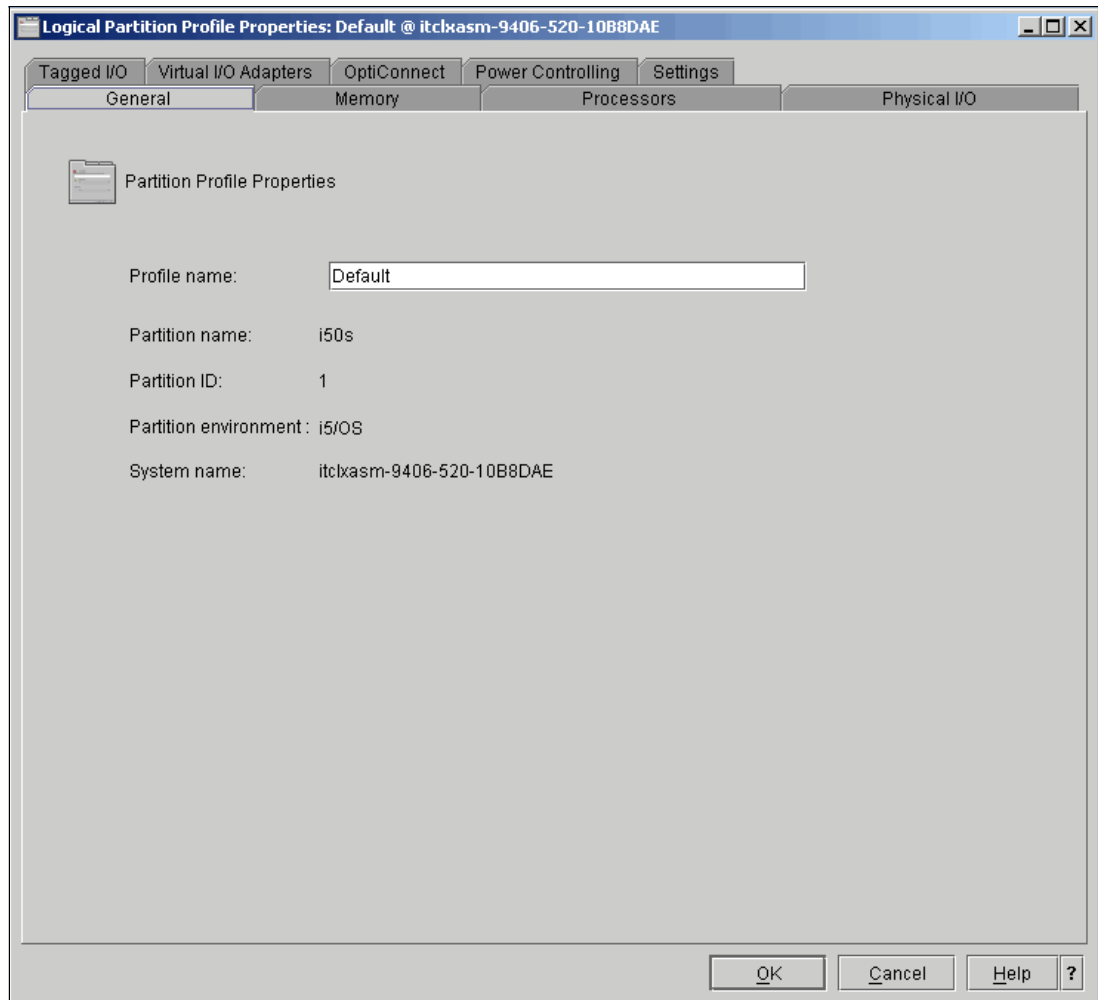 Logical Partition Profile Properties: Default @ itclxasm-9406-520-10B8DAE
Tagged I/O Virtual I/O Adapters OptiConnect Power Controlling Settings
General Memory Processors Physical I/O
Partition Profile Properties
Profile name: Default
Partition name: i50s
Partition ID: 1
Partition environment : i5/OS
System name: itclxasm-9406-520-10B8DAE
OK Cancel Help ?